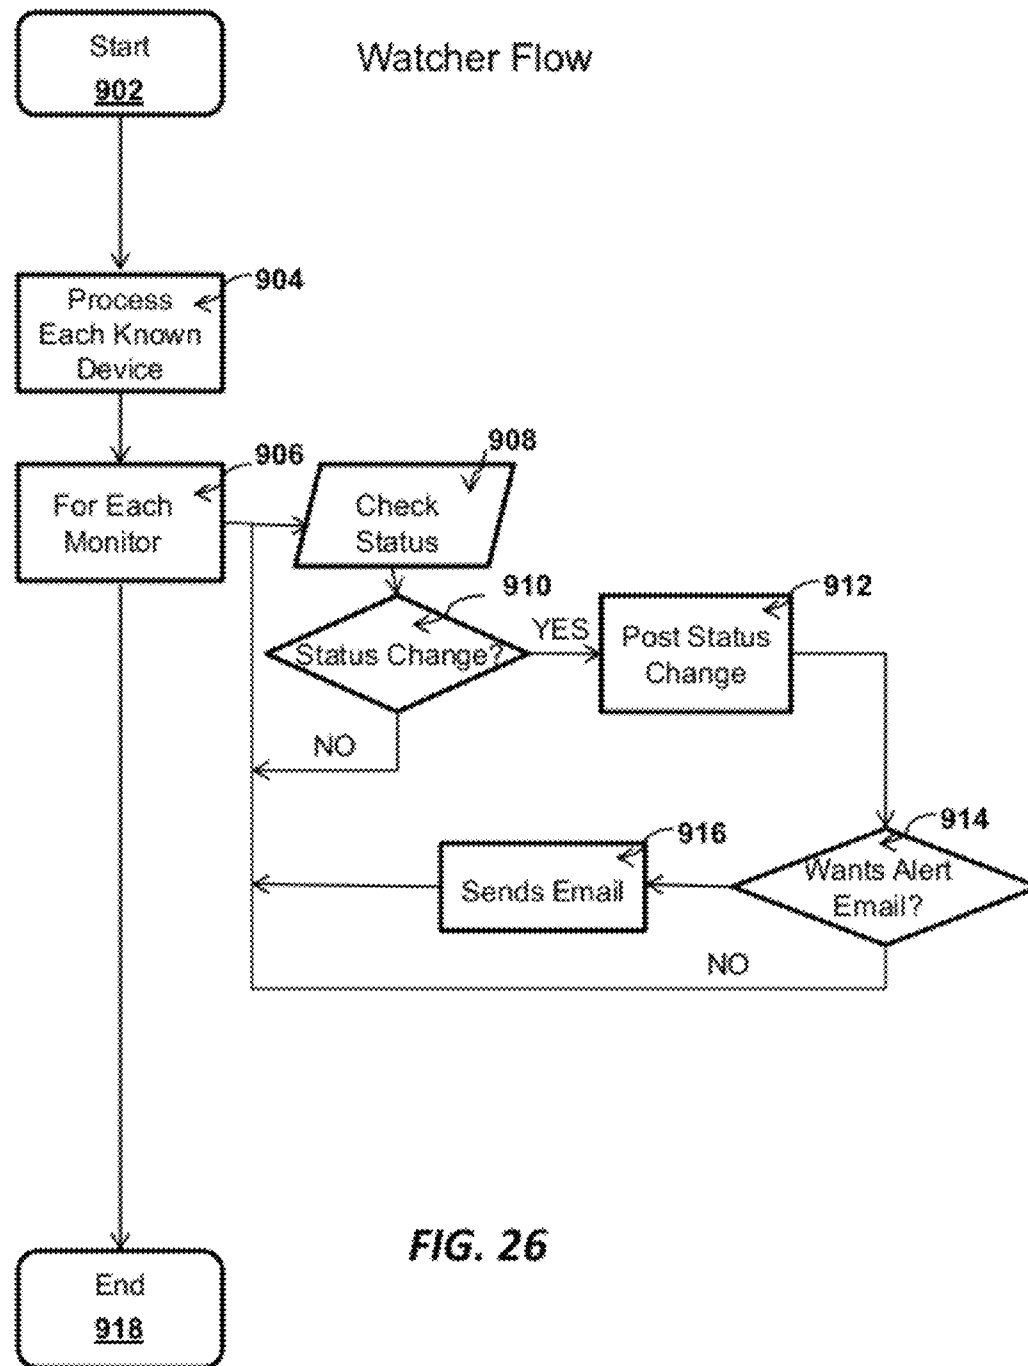 Start
902
Watcher Flow
904
Process
Each Known
Device
906
For Each
Monitor
908
Check
Status
910
Status Change?
YES
912
Post Status
Change
NO
914
Wants Alert
Email?
916
Sends Email
NO
FIG. 26
End
918